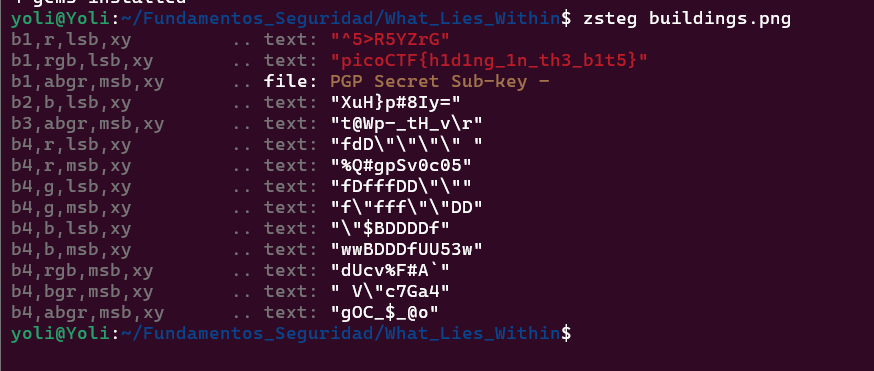 yoli@Yoli:~/Fundamentos_Seguridad/What_Lies_Within$ zsteg buildings.png
b1,r,lsb,xy .. text: "^5>R5YZrG"
b1,rgb,lsb,xy .. text: "picoCTF{h1d1ng_1n_th3_b1t5}"
b1,abgr,msb,xy .. file: PGP Secret Sub-key -
b2,b,lsb,xy .. text: "XuH}p#8Iy="
b3,abgr,msb,xy .. text: "t@Wp-_tH_v\r"
b4,r,lsb,xy .. text: "fdD\"\"\"\" "
b4,r,msb,xy .. text: "%Q#gpSv0c05"
b4,g,lsb,xy .. text: "fDfffDD\"\""
b4,g,msb,xy .. text: "f\"fff\"\"DD"
b4,b,lsb,xy .. text: "\"$BDDDDf"
b4,b,msb,xy .. text: "wwBDDDfUU53w"
b4,rgb,msb,xy .. text: "dUcv%F#A`"
b4,bgr,msb,xy .. text: " V\"c7Ga4"
b4,abgr,msb,xy .. text: "gOC_$_@o"
yoli@Yoli:~/Fundamentos_Seguridad/What_Lies_Within$